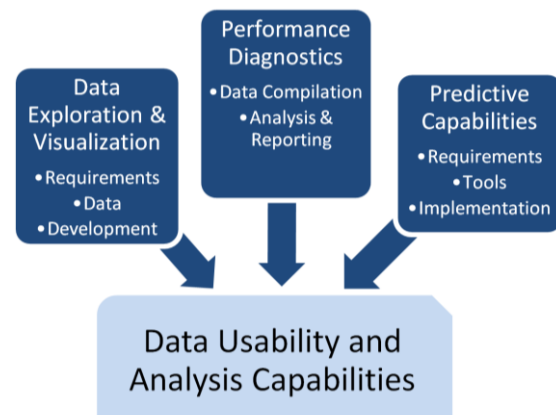 Data
Exploration &
Visualization
•Requirements
•Data
•Development
Performance
Diagnostics
•Data Compilation
•Analysis &
Reporting
Predictive
Capabilities
•Requirements
•Tools
•Implementation
Data Usability and
Analysis Capabilities